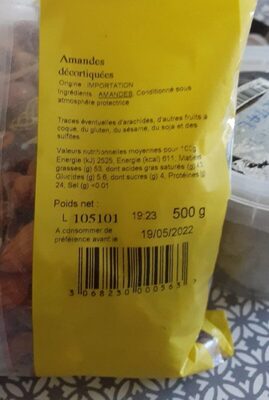 Amandes
décortiquées
Origine : IMPORTATION
Ingrédients : AMANDES. Conditionné sous
atmosphère protectrice
Traces éventuelles d'arachides, d'autres fruits à
coque, du gluten, du sésame, du soja et des
sulfites.
Valeurs nutritionnelles moyennes pour 100g
Energie (kJ) 2525, Energie (kcal) 611, Matières
grasses (g) 53, dont acides gras saturés (g)
Glucides (g) 5.6, dont sucres (g) 4, Protéines (g)
24, Sel (g) <0.01
Poids net :
L 105101 19:23 500 g
A consommer de
préférence avant le 19/05/2022
3 068230 000563